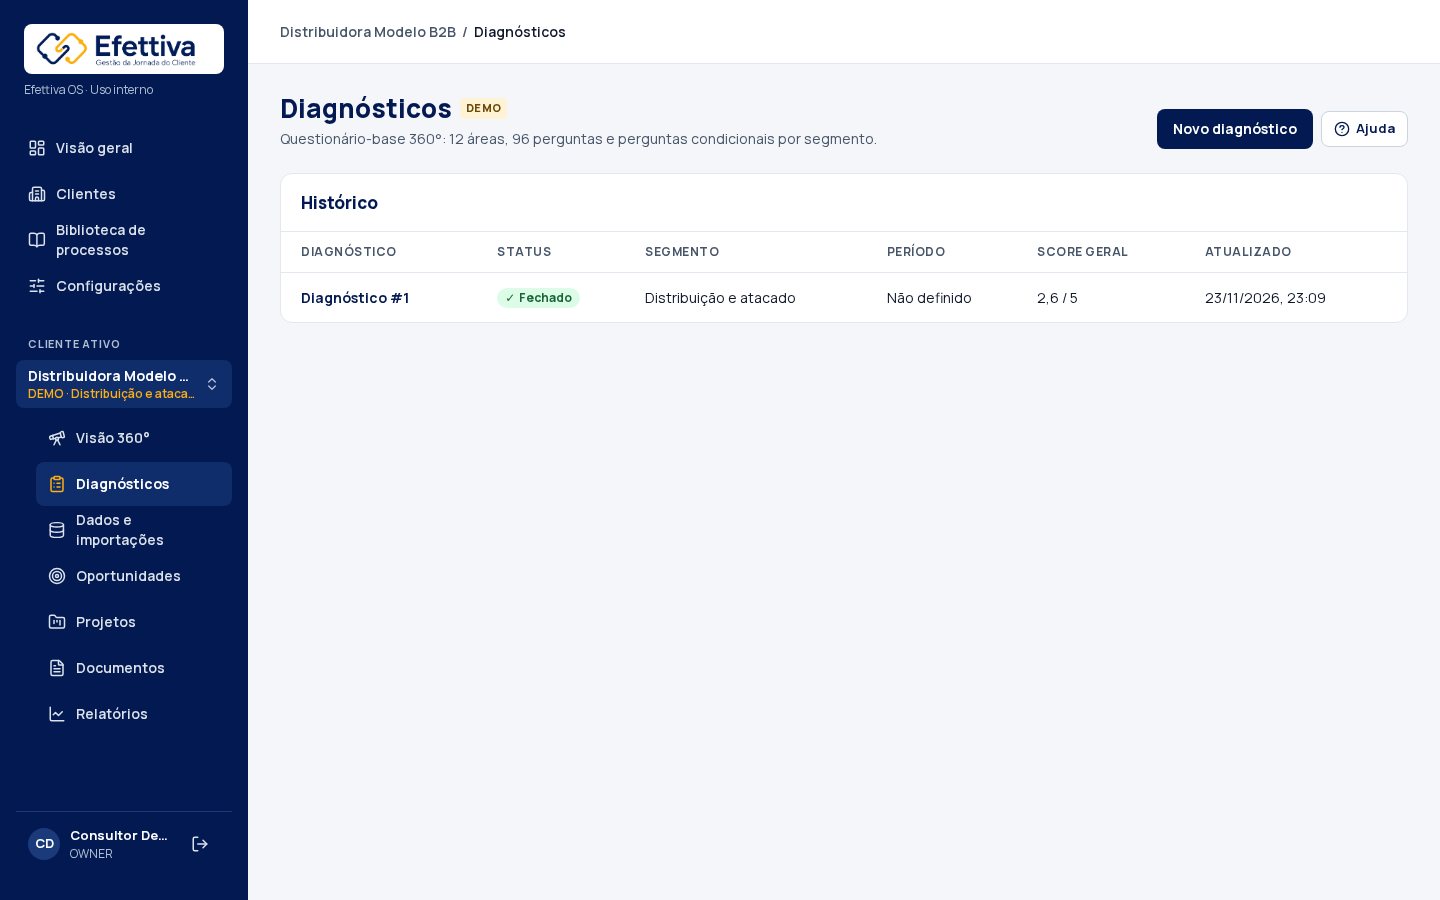 Efettiva
Gestão da Jornada do Cliente
Efettiva OS · Uso interno
Visão geral
Clientes
Biblioteca de
processos
Configurações
CLIENTE ATIVO
Distribuidora Modelo ...
DEMO · Distribuição e ataca...
Visão 360°
Diagnósticos
Dados e
importações
Oportunidades
Projetos
Documentos
Relatórios
CD
Consultor De...
OWNER
Distribuidora Modelo B2B / Diagnósticos
Diagnósticos DEMO
Questionário-base 360°: 12 áreas, 96 perguntas e perguntas condicionais por segmento.
Novo diagnóstico
Ajuda
Histórico
DIAGNÓSTICO STATUS SEGMENTO PERÍODO SCORE GERAL ATUALIZADO
Diagnóstico #1 ✓ Fechado Distribuição e atacado Não definido 2,6 / 5 23/11/2026, 23:09